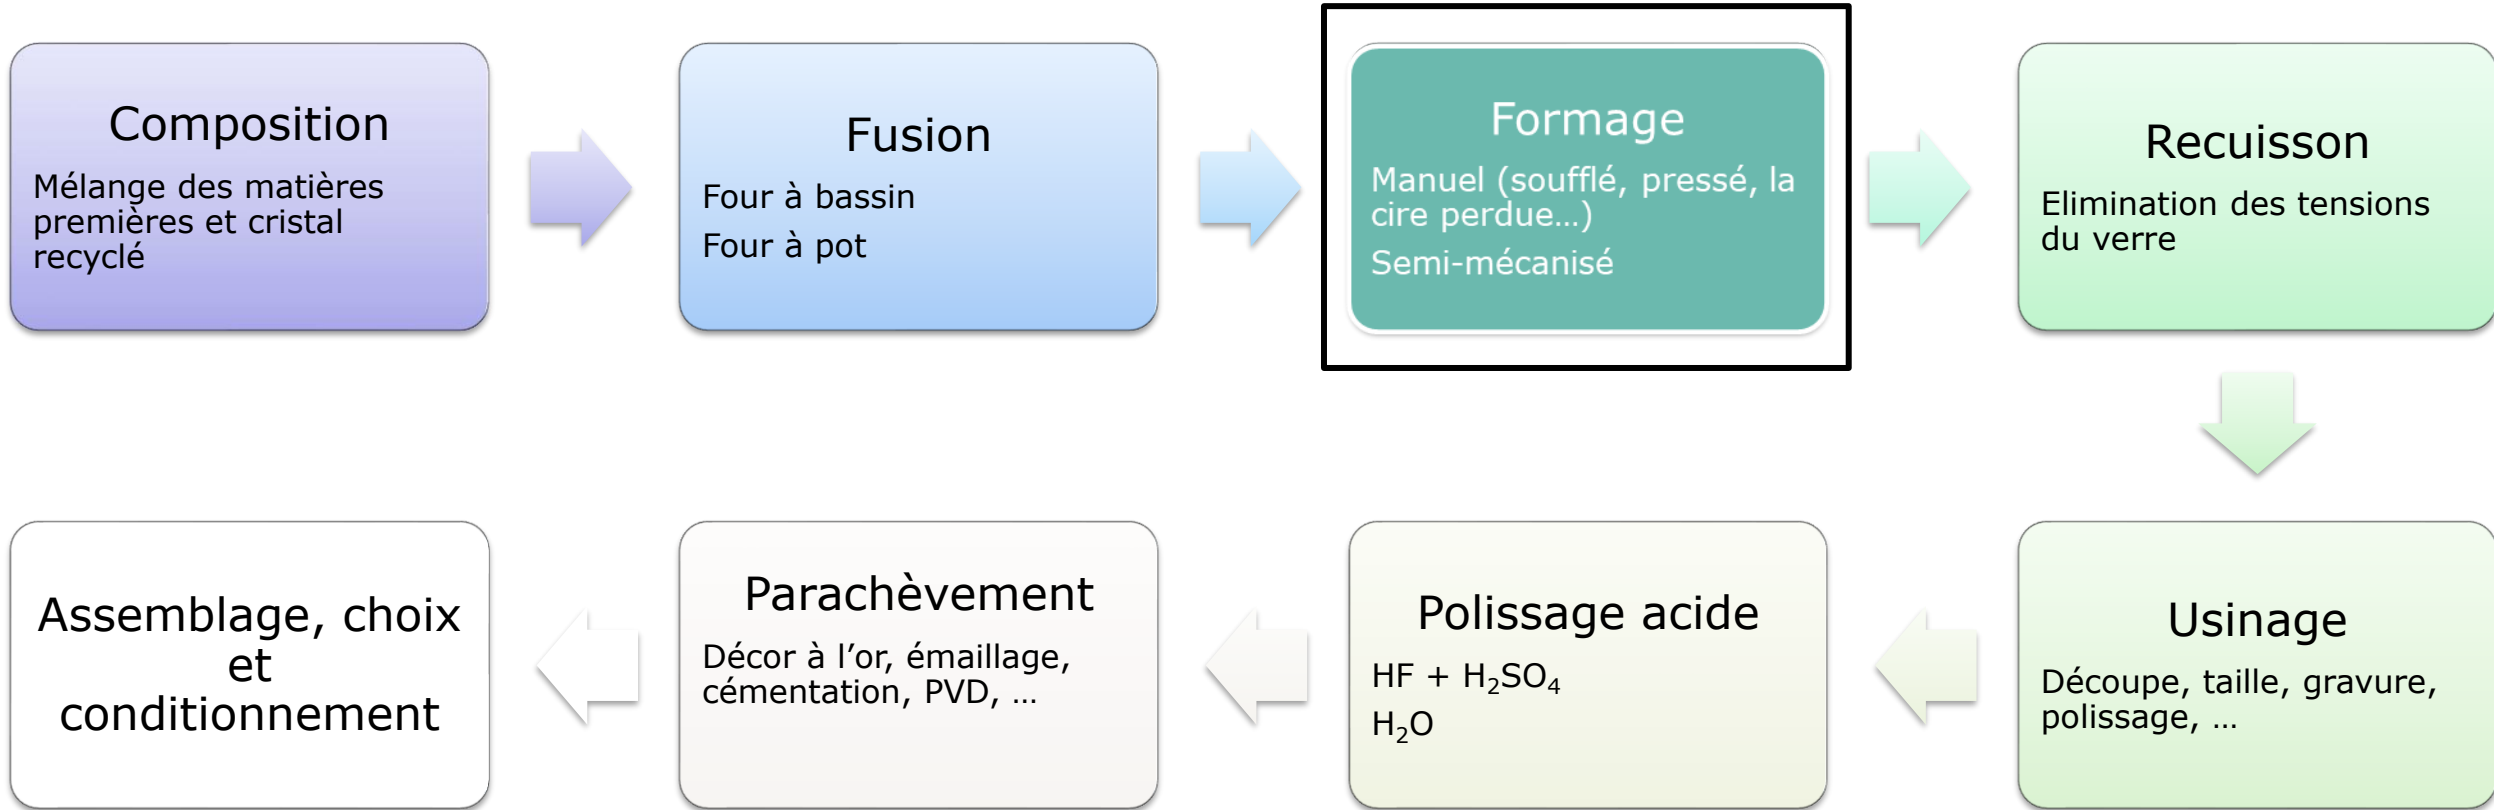 Composition
Mélange des matières
premières et cristal
recyclé
Fusion
Four à bassin
Four à pot
Formage
Manuel (soufflé, pressé, la
cire perdue…)
Semi-mécanisé
Recuisson
Elimination des tensions
du verre
Assemblage, choix
et
conditionnement
Parachèvement
Décor à l’or, émaillage,
cémentation, PVD, …
Polissage acide
HF + H₂SO₄
H₂O
Usinage
Découpe, taille, gravure,
polissage, …